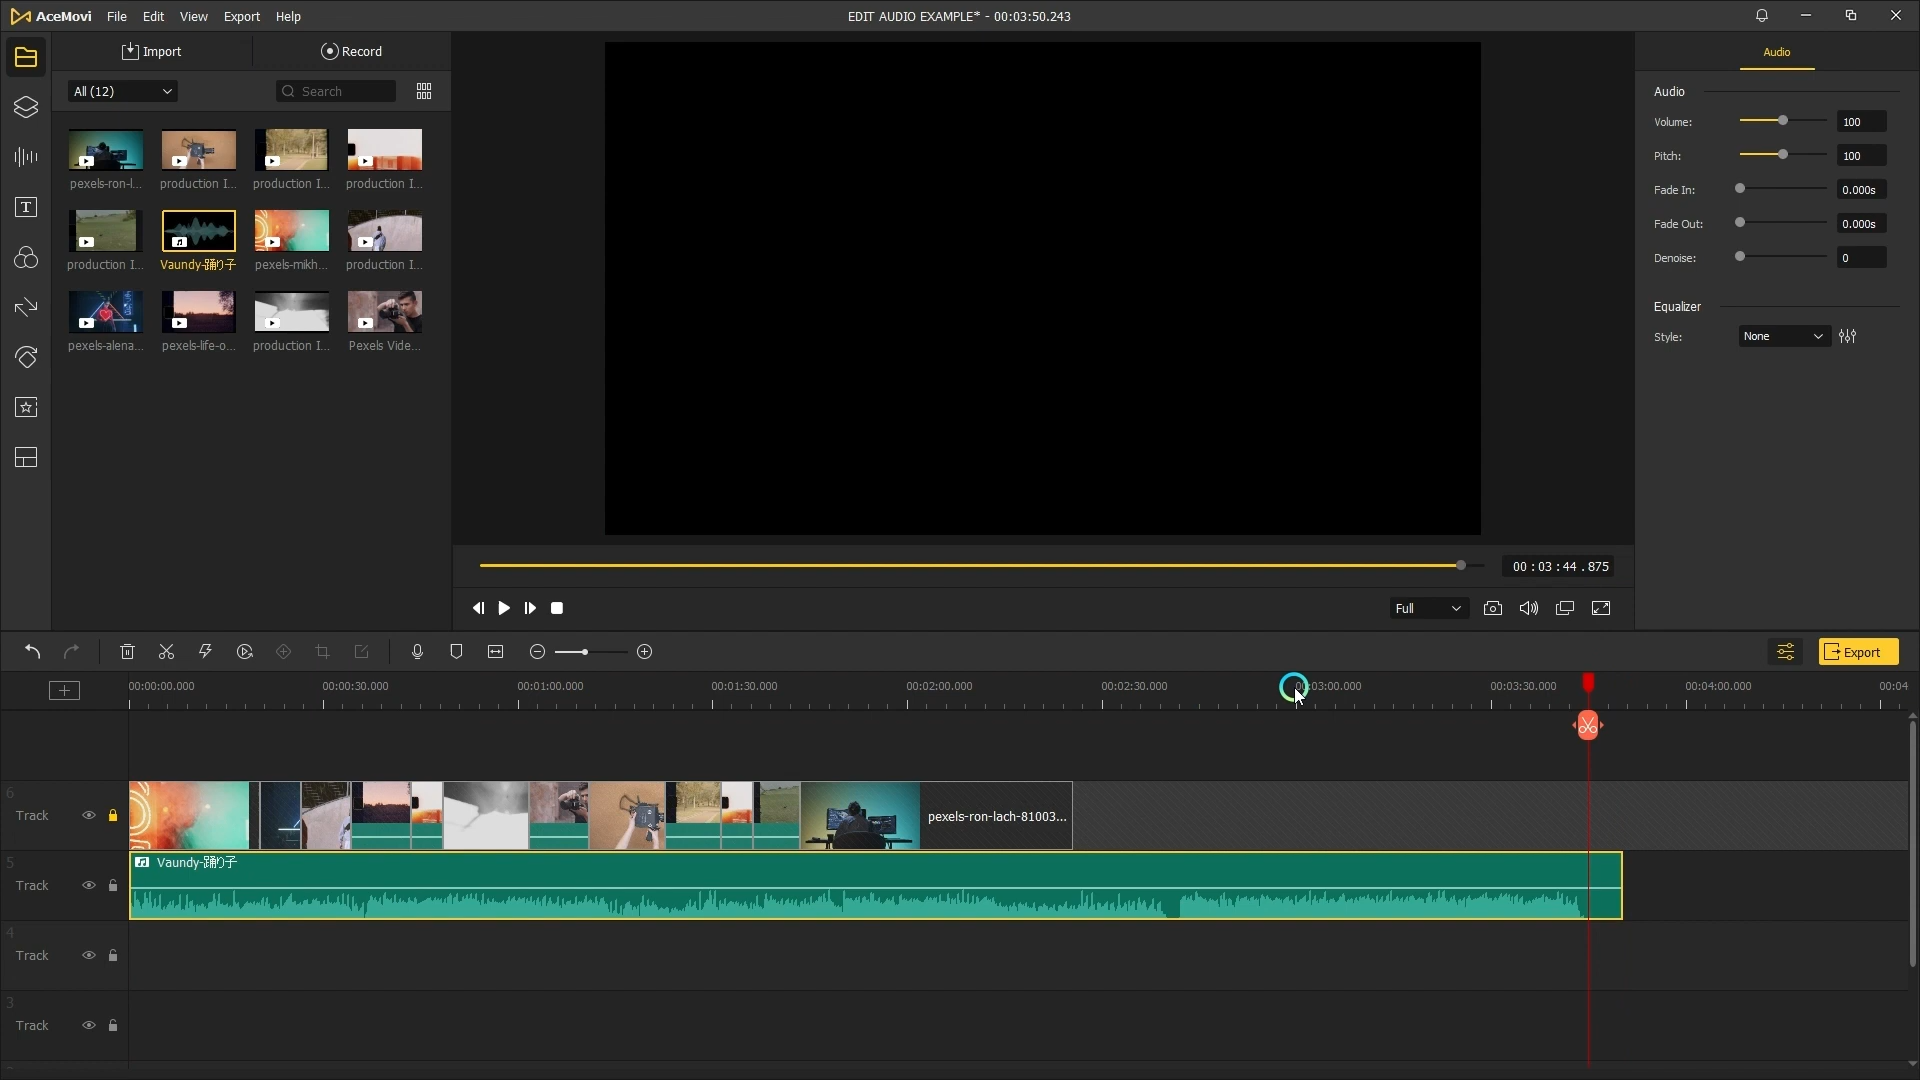 AceMovi File Edit View Export Help
EDIT AUDIO EXAMPLE* - 00:03:50.243
Import
Record
All (12)
Search
pexels-ron-l...
production I...
production I...
production I...
production I...
Vaundy-踊り子
pexels-mikh...
production I...
pexels-alena...
pexels-life-o...
production I...
Pexels Vide...
00 : 03 : 44 . 875
Full
Audio
Audio
Volume: 100
Pitch: 100
Fade In: 0.000s
Fade Out: 0.000s
Denoise: 0
Equalizer
Style: None
Export
00:00:00.000 00:00:30.000 00:01:00.000 00:01:30.000 00:02:00.000 00:02:30.000 00:03:00.000 00:03:30.000 00:04:00.000 00:04
6
Track
pexels-ron-lach-81003...
5
Track
Vaundy-踊り子
4
Track
3
Track